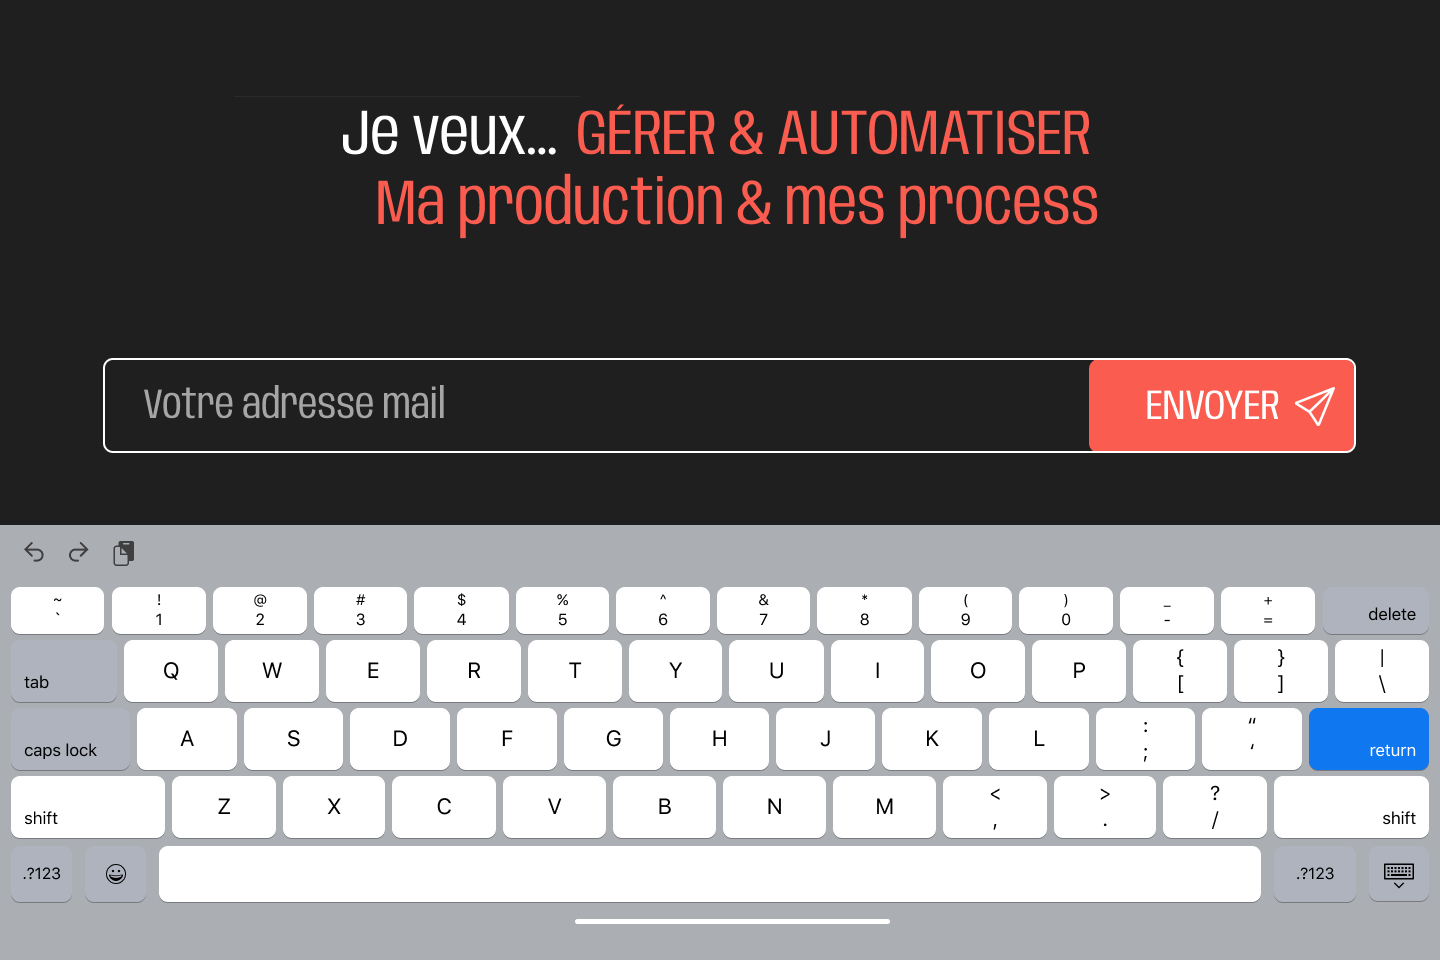 Je veux... GÉRER & AUTOMATISER
Ma production & mes process
Votre adresse mail
ENVOYER
~ ! @ # $ % ^ & * ( ) _ +
` 1 2 3 4 5 6 7 8 9 0 - = delete
tab Q W E R T Y U I O P { } |
[ ] \
caps lock A S D F G H J K L : “
; ‘ return
shift Z X C V B N M < > ?
, . / shift
.?123 .?123